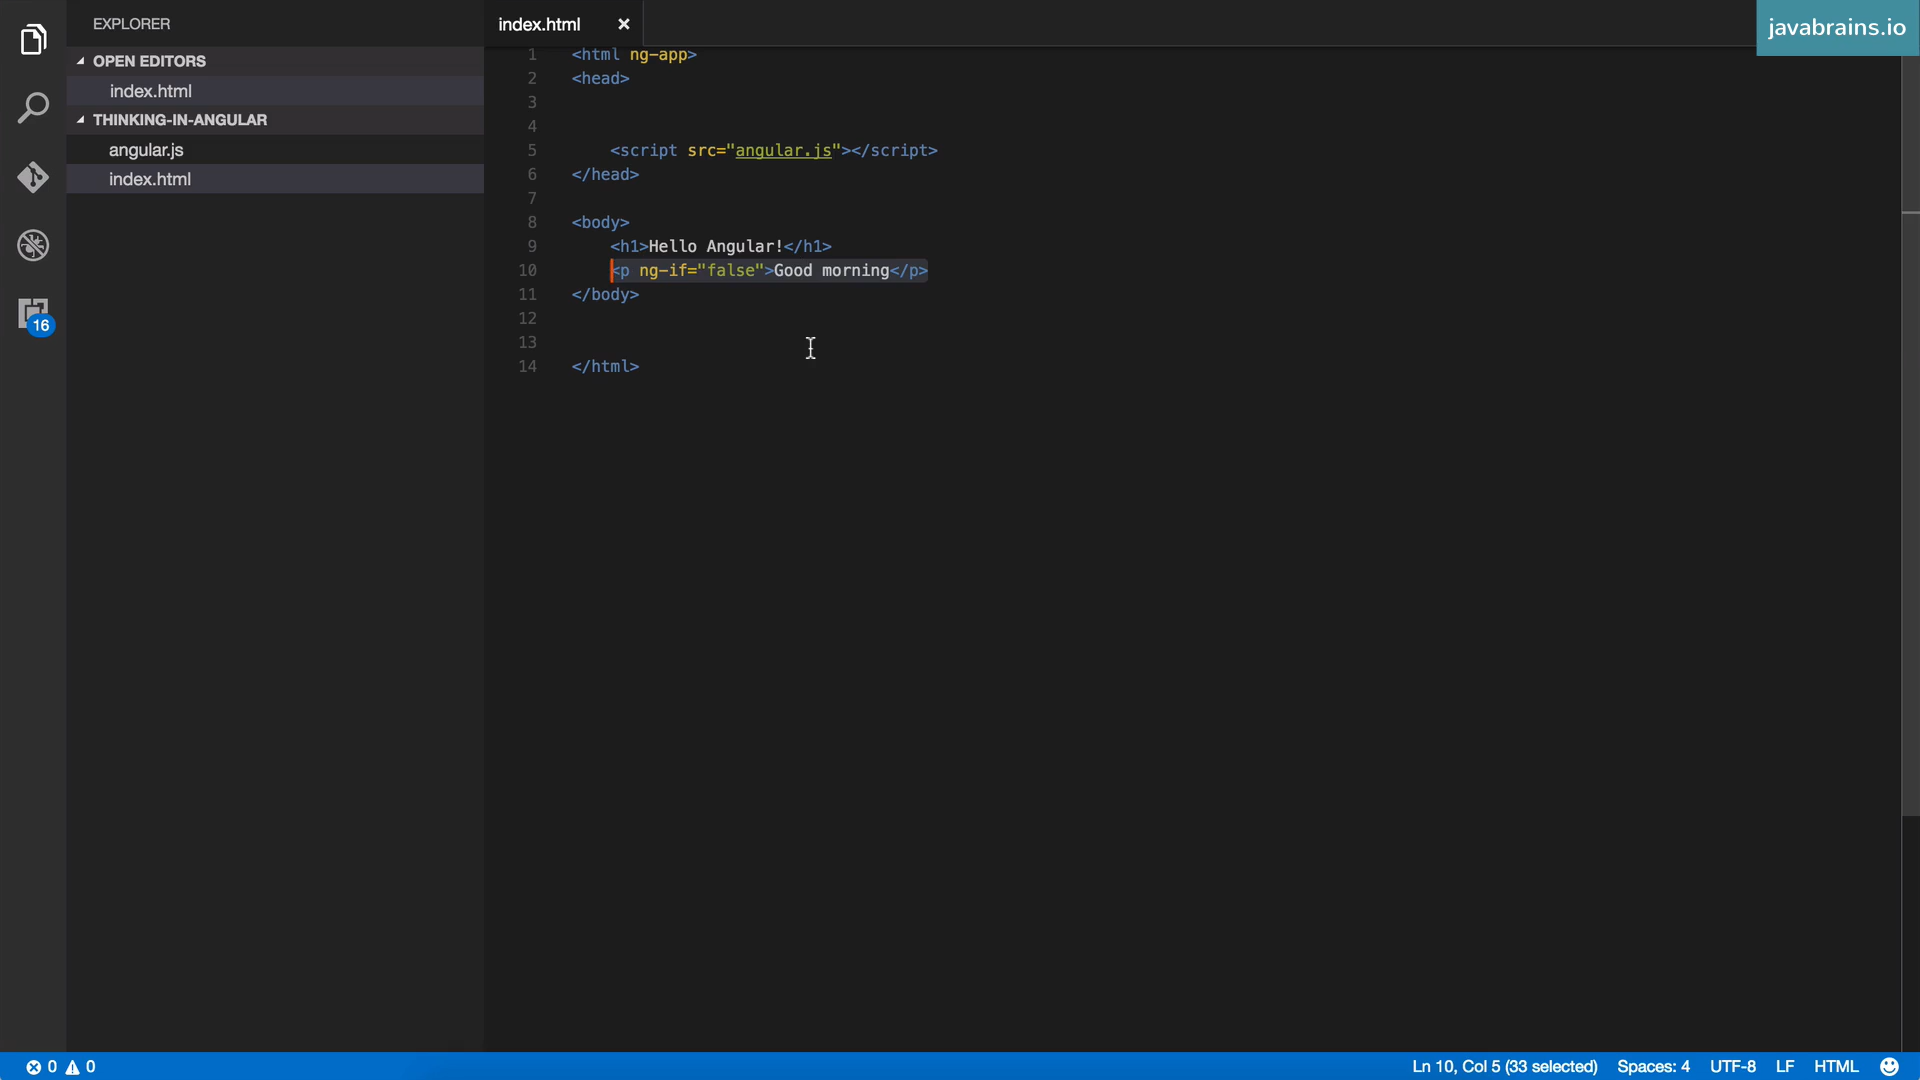 EXPLORER
OPEN EDITORS
index.html
THINKING-IN-ANGULAR
angular.js
index.html
16
index.html
javabrains.io
1 <html ng-app>
2 <head>
3
4
5 <script src="angular.js"></script>
6 </head>
7
8 <body>
9 <h1>Hello Angular!</h1>
10 <p ng-if="false">Good morning</p>
11 </body>
12
13
14 </html>
0 0 Ln 10, Col 5 (33 selected) Spaces: 4 UTF-8 LF HTML